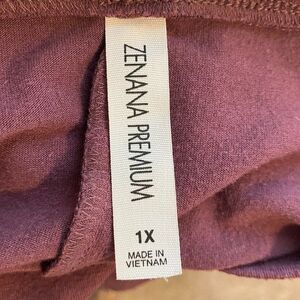 ZENANA PREMIUM
1X
MADE IN
VIETNAM